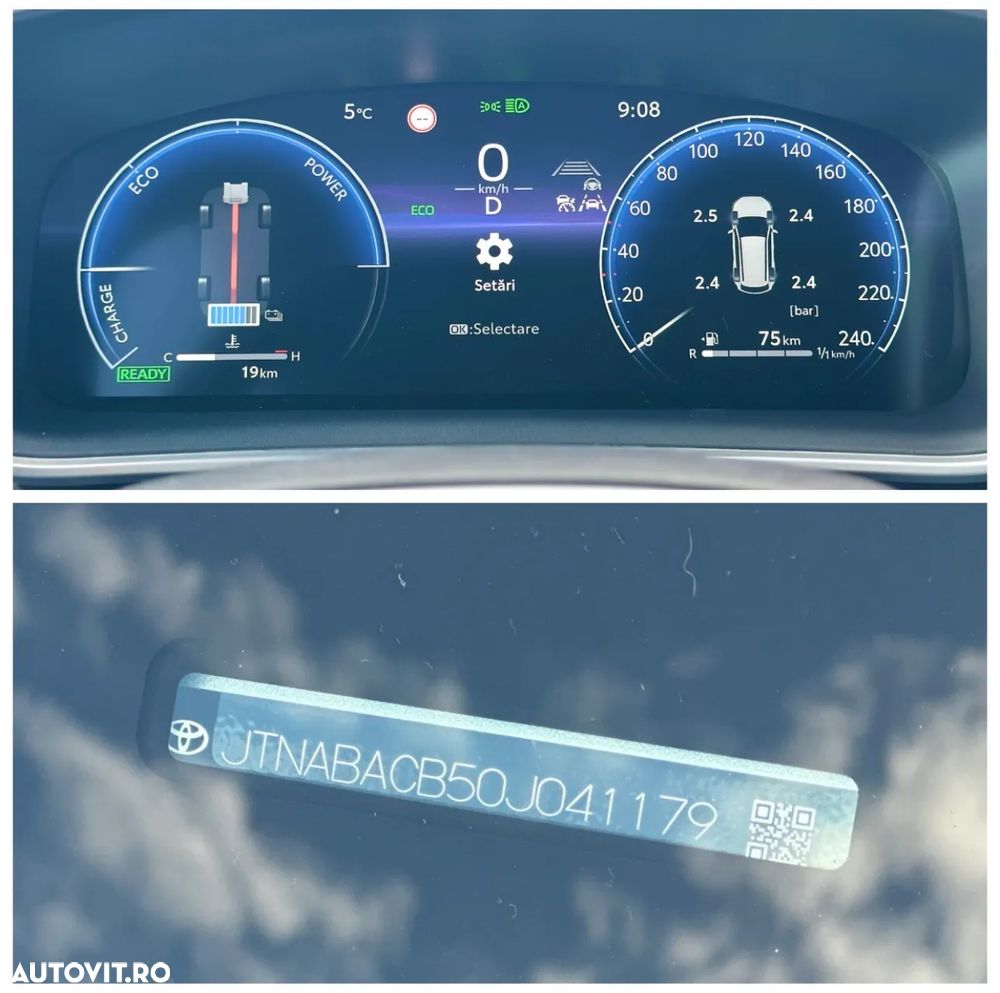 5°C
--
A
9:08
ECO
POWER
CHARGE
0
km/h
D
ECO
Setări
OK:Selectare
C
H
READY
19km
0
20
40
60
80
100
120
140
160
180
200
220
240
2.5
2.4
2.4
2.4
[bar]
75km
R
1/1
km/h
JTNABACB50J041179
AUTOVIT.RO